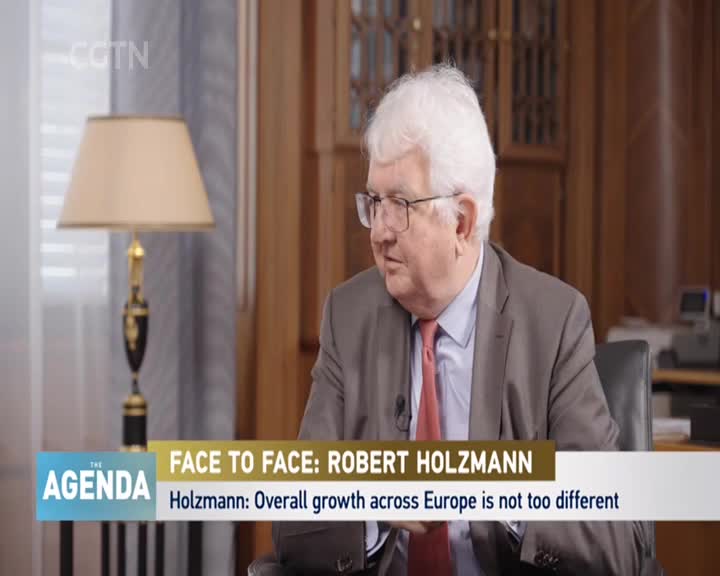 CGTN
THE
AGENDA
FACE TO FACE: ROBERT HOLZMANN
Holzmann: Overall growth across Europe is not too different